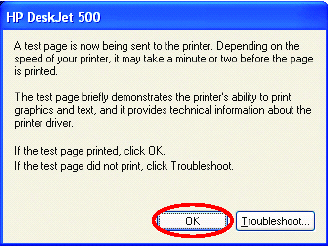 HP DeskJet 500
A test page is now being sent to the printer. Depending on the
speed of your printer, it may take a minute or two before the page
is printed.
The test page briefly demonstrates the printer's ability to print
graphics and text, and it provides technical information about the
printer driver.
If the test page printed, click OK.
If the test page did not print, click Troubleshoot.
OK
Troubleshoot...